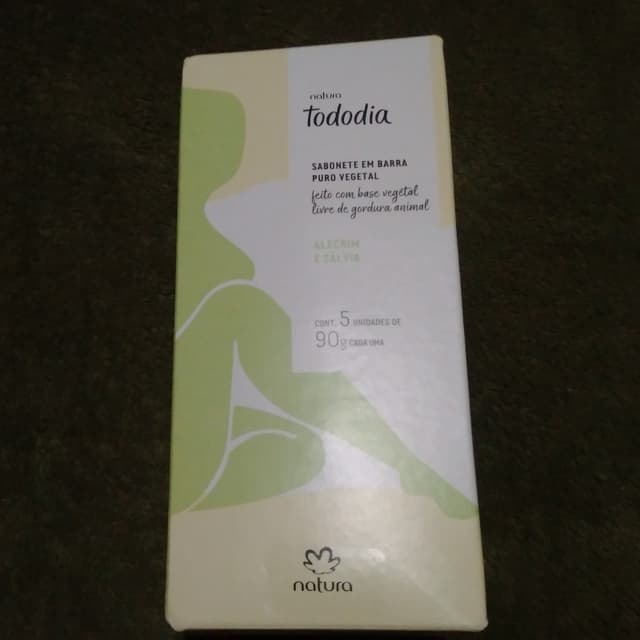 natura
Tododia
SABONETE EM BARRA
PURO VEGETAL
feito com base vegetal
livre de gordura animal
ALECRIM
E SÁLVIA
CONT. 5 UNIDADES DE
90g CADA UMA
natura